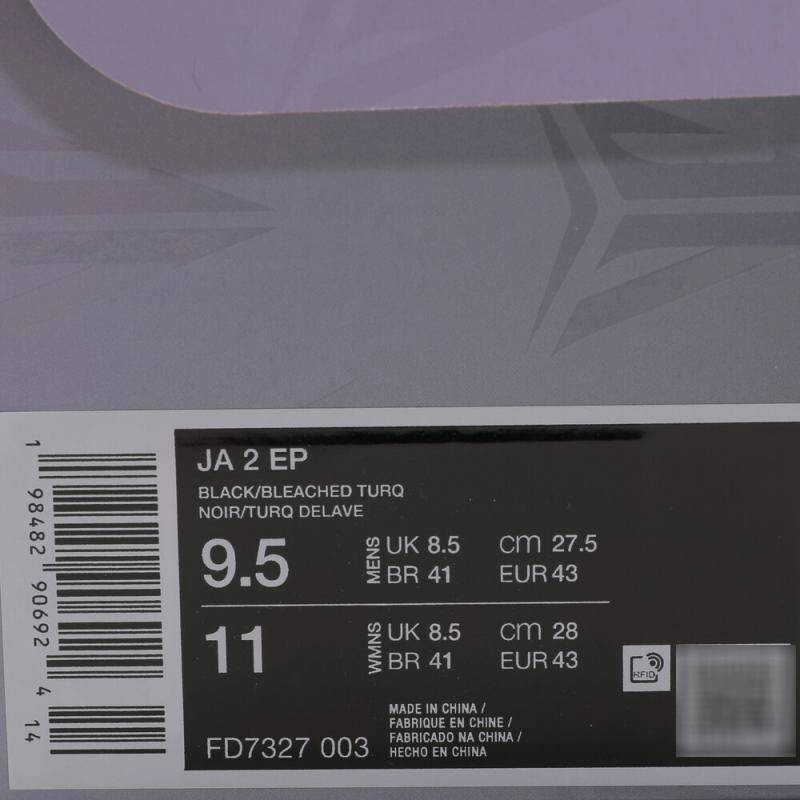 JA 2 EP
BLACK/BLEACHED TURQ
NOIR/TURQ DELAVE
9.5 MENS UK 8.5 CM 27.5
BR 41 EUR 43
11 WMNS UK 8.5 CM 28
BR 41 EUR 43
RFID
FD7327 003
MADE IN CHINA /
FABRIQUE EN CHINE /
FABRICADO NA CHINA /
HECHO EN CHINA
1 98482 90692 4 14